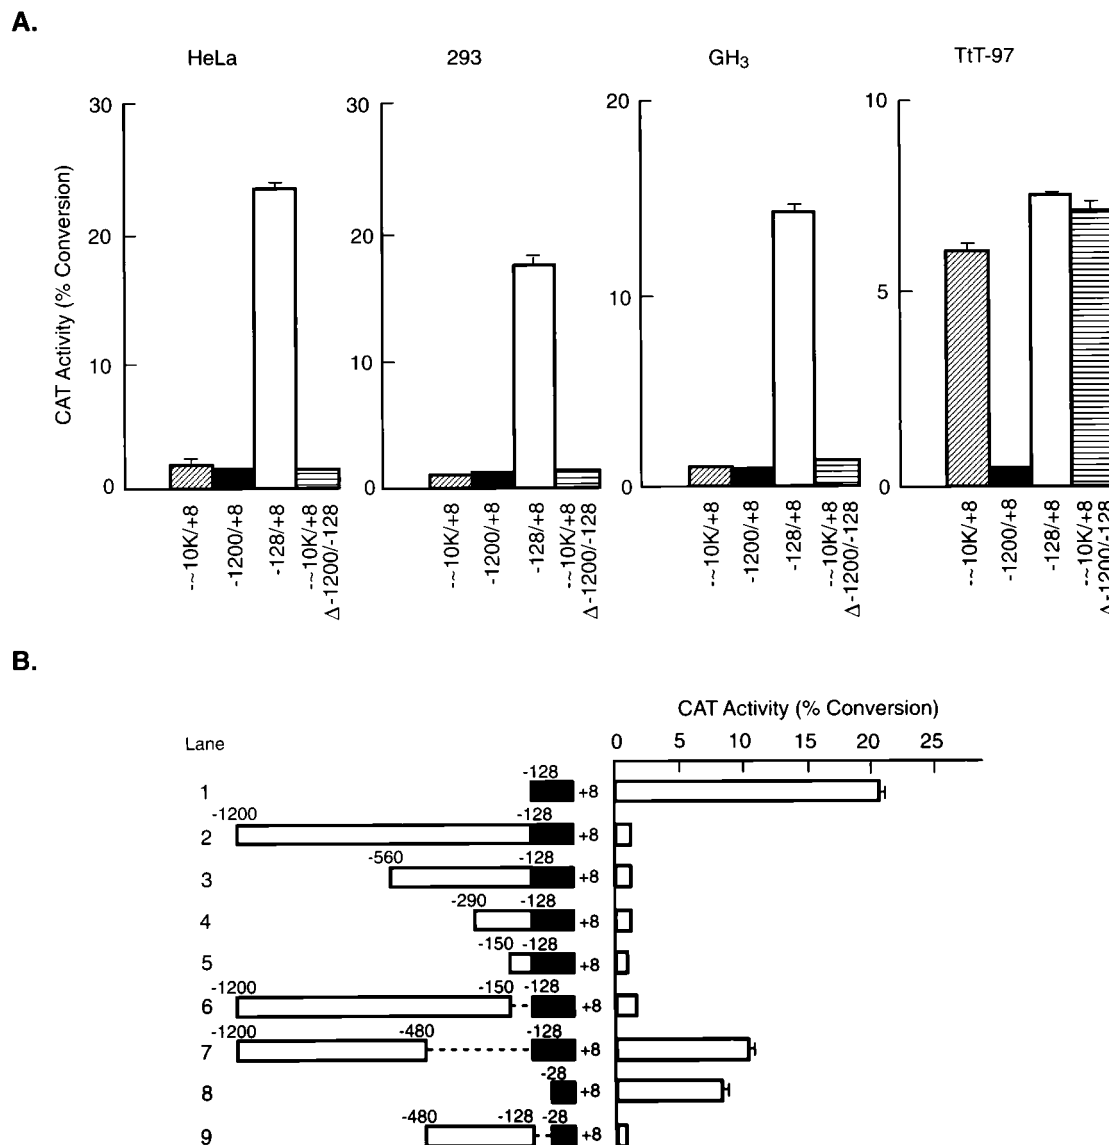 A.
HeLa 293 GH3 TtT-97
CAT Activity (% Conversion)
30
20
10
0
-~10K/+8
-1200/+8
-128/+8
-~10K/+8
Δ-1200/-128
30
20
10
0
-~10K/+8
-1200/+8
-128/+8
-~10K/+8
Δ-1200/-128
20
10
0
-~10K/+8
-1200/+8
-128/+8
-~10K/+8
Δ-1200/-128
10
5
0
-~10K/+8
-1200/+8
-128/+8
-~10K/+8
Δ-1200/-128
B.
CAT Activity (% Conversion)
Lane
0 5 10 15 20 25
-128
1 +8
-1200 -128
2 +8
-560 -128
3 +8
-290 -128
4 +8
-150 -128
5 +8
-1200 -150 -128
6 +8
-1200 -480 -128
7 +8
-28
8 +8
-480 -128 -28
9 +8